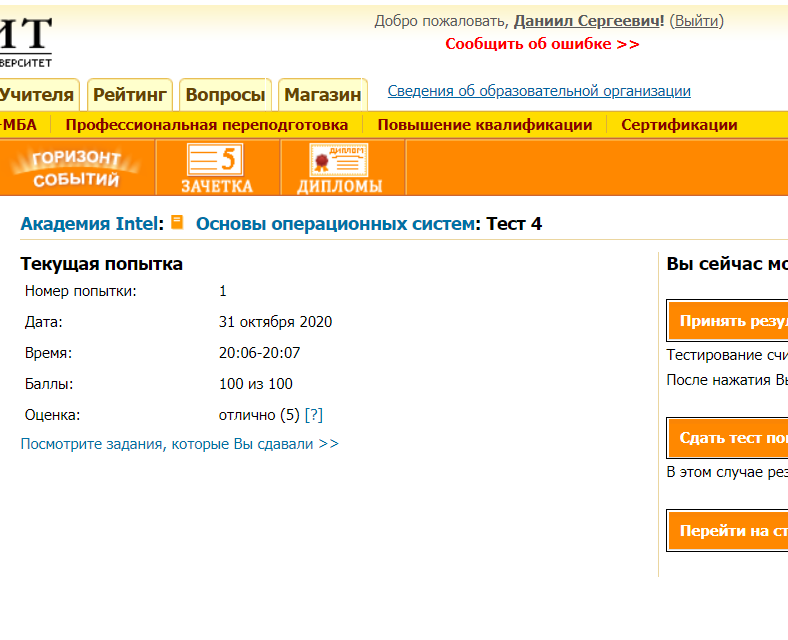 ИТ
ВЕРСИТЕТ
Добро пожаловать, Даниил Сергеевич! (Выйти)
Сообщить об ошибке >>
Учителя
Рейтинг
Вопросы
Магазин
Сведения об образовательной организации
-МБА
Профессиональная переподготовка
Повышение квалификации
Сертификации
ГОРИЗОНТ
СОБЫТИЙ
5
ЗАЧЕТКА
ДИПЛОМ
ДИПЛОМЫ
Академия Intel: Основы операционных систем: Тест 4
Текущая попытка
Номер попытки: 1
Дата: 31 октября 2020
Время: 20:06-20:07
Баллы: 100 из 100
Оценка: отлично (5) [?]
Посмотрите задания, которые Вы сдавали >>
Вы сейчас мо
Принять резу
Тестирование счи
После нажатия Вы
Сдать тест по
В этом случае рез
Перейти на ст